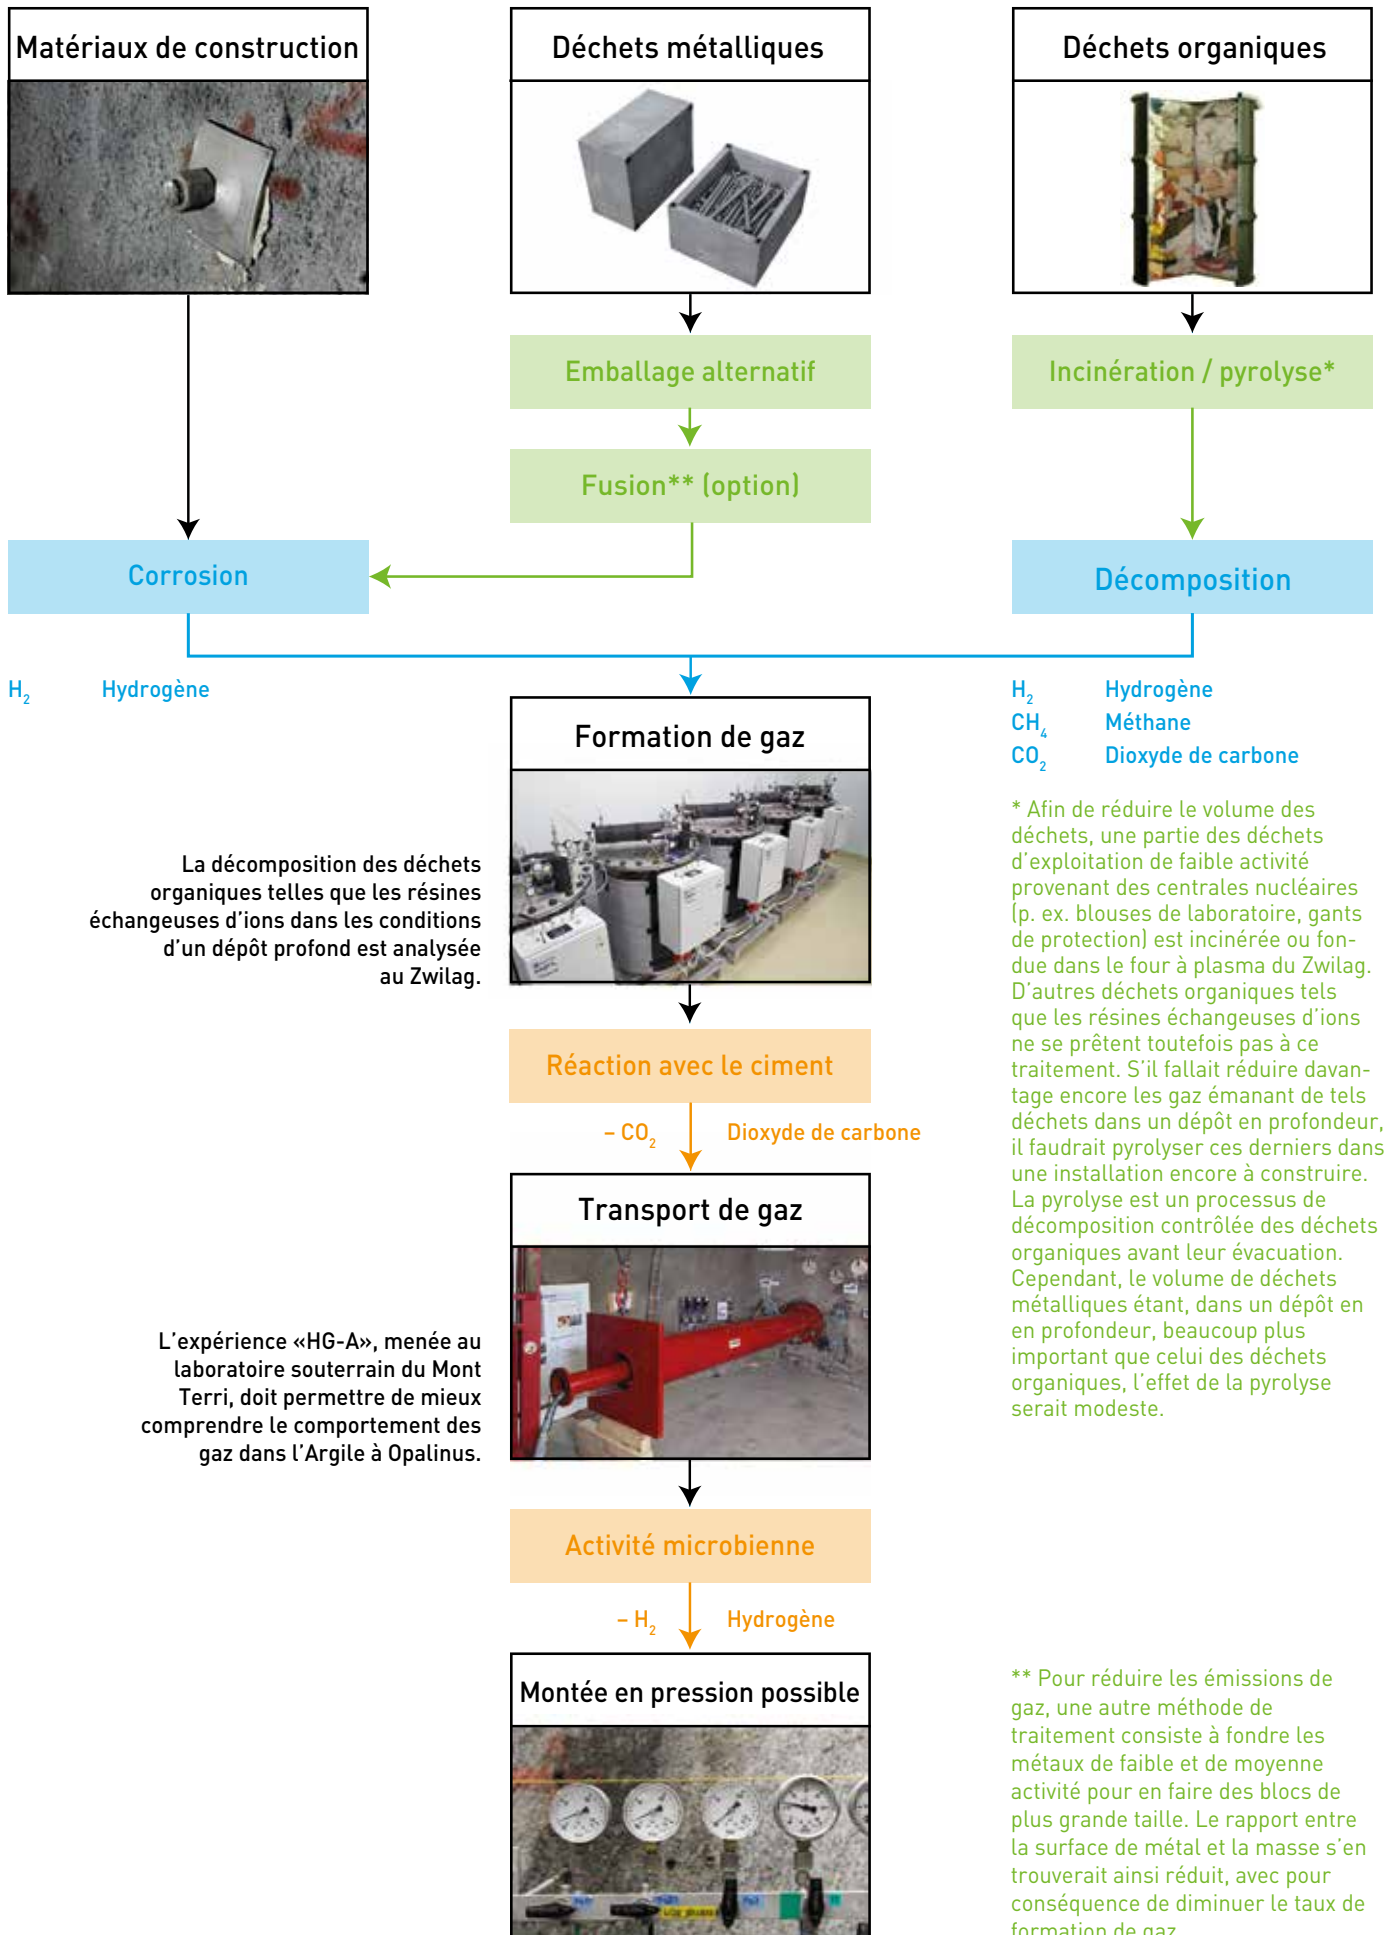 Matériaux de construction
Déchets métalliques
Déchets organiques
Emballage alternatif
Incinération / pyrolyse*
Fusion** (option)
Corrosion
Décomposition
H₂ Hydrogène
H₂ Hydrogène
CH₄ Méthane
CO₂ Dioxyde de carbone
Formation de gaz
La décomposition des déchets
organiques telles que les résines
échangeuses d'ions dans les conditions
d'un dépôt profond est analysée
au Zwilag.
* Afin de réduire le volume des
déchets, une partie des déchets
d'exploitation de faible activité
provenant des centrales nucléaires
(p. ex. blouses de laboratoire, gants
de protection) est incinérée ou fon-
due dans le four à plasma du Zwilag.
D'autres déchets organiques tels
que les résines échangeuses d'ions
ne se prêtent toutefois pas à ce
traitement. S'il fallait réduire davan-
tage encore les gaz émanant de tels
déchets dans un dépôt en profondeur,
il faudrait pyrolyser ces derniers dans
une installation encore à construire.
La pyrolyse est un processus de
décomposition contrôlée des déchets
organiques avant leur évacuation.
Cependant, le volume de déchets
métalliques étant, dans un dépôt en
en profondeur, beaucoup plus
important que celui des déchets
organiques, l'effet de la pyrolyse
serait modeste.
Réaction avec le ciment
– CO₂ Dioxyde de carbone
Transport de gaz
L'expérience «HG-A», menée au
laboratoire souterrain du Mont
Terri, doit permettre de mieux
comprendre le comportement des
gaz dans l'Argile à Opalinus.
Activité microbienne
– H₂ Hydrogène
Montée en pression possible
** Pour réduire les émissions de
gaz, une autre méthode de
traitement consiste à fondre les
métaux de faible et de moyenne
activité pour en faire des blocs de
plus grande taille. Le rapport entre
la surface de métal et la masse s'en
trouverait ainsi réduit, avec pour
conséquence de diminuer le taux de
formation de gaz